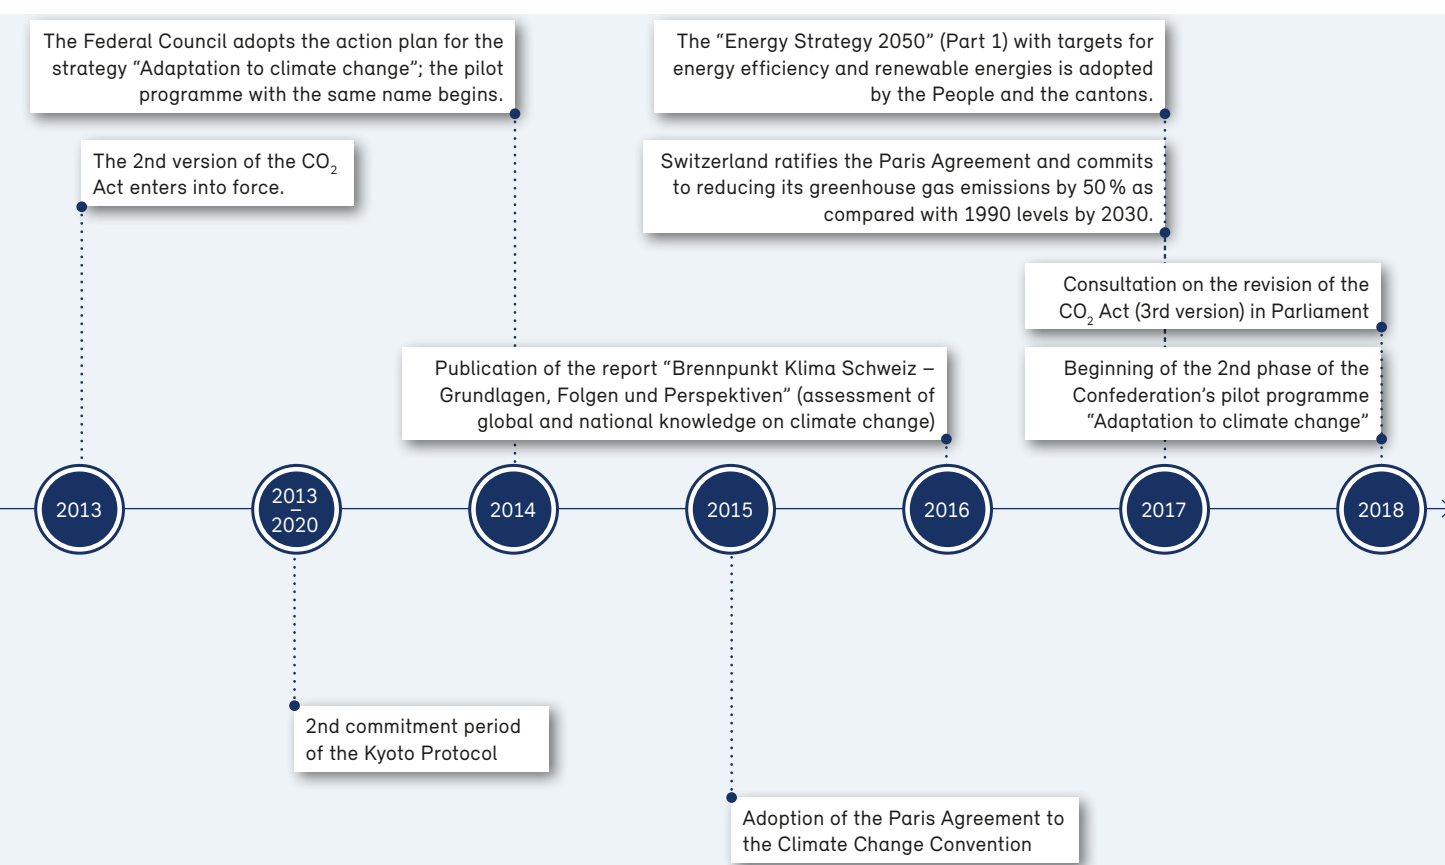 The Federal Council adopts the action plan for the
strategy “Adaptation to climate change”; the pilot
programme with the same name begins.
The “Energy Strategy 2050” (Part 1) with targets for
energy efficiency and renewable energies is adopted
by the People and the cantons.
The 2nd version of the CO₂
Act enters into force.
Switzerland ratifies the Paris Agreement and commits
to reducing its greenhouse gas emissions by 50 % as
compared with 1990 levels by 2030.
Consultation on the revision of the
CO₂ Act (3rd version) in Parliament
Publication of the report “Brennpunkt Klima Schweiz –
Grundlagen, Folgen und Perspektiven” (assessment of
global and national knowledge on climate change)
Beginning of the 2nd phase of the
Confederation’s pilot programme
“Adaptation to climate change”
2013
2013
–
2020
2014
2015
2016
2017
2018
2nd commitment period
of the Kyoto Protocol
Adoption of the Paris Agreement to
the Climate Change Convention